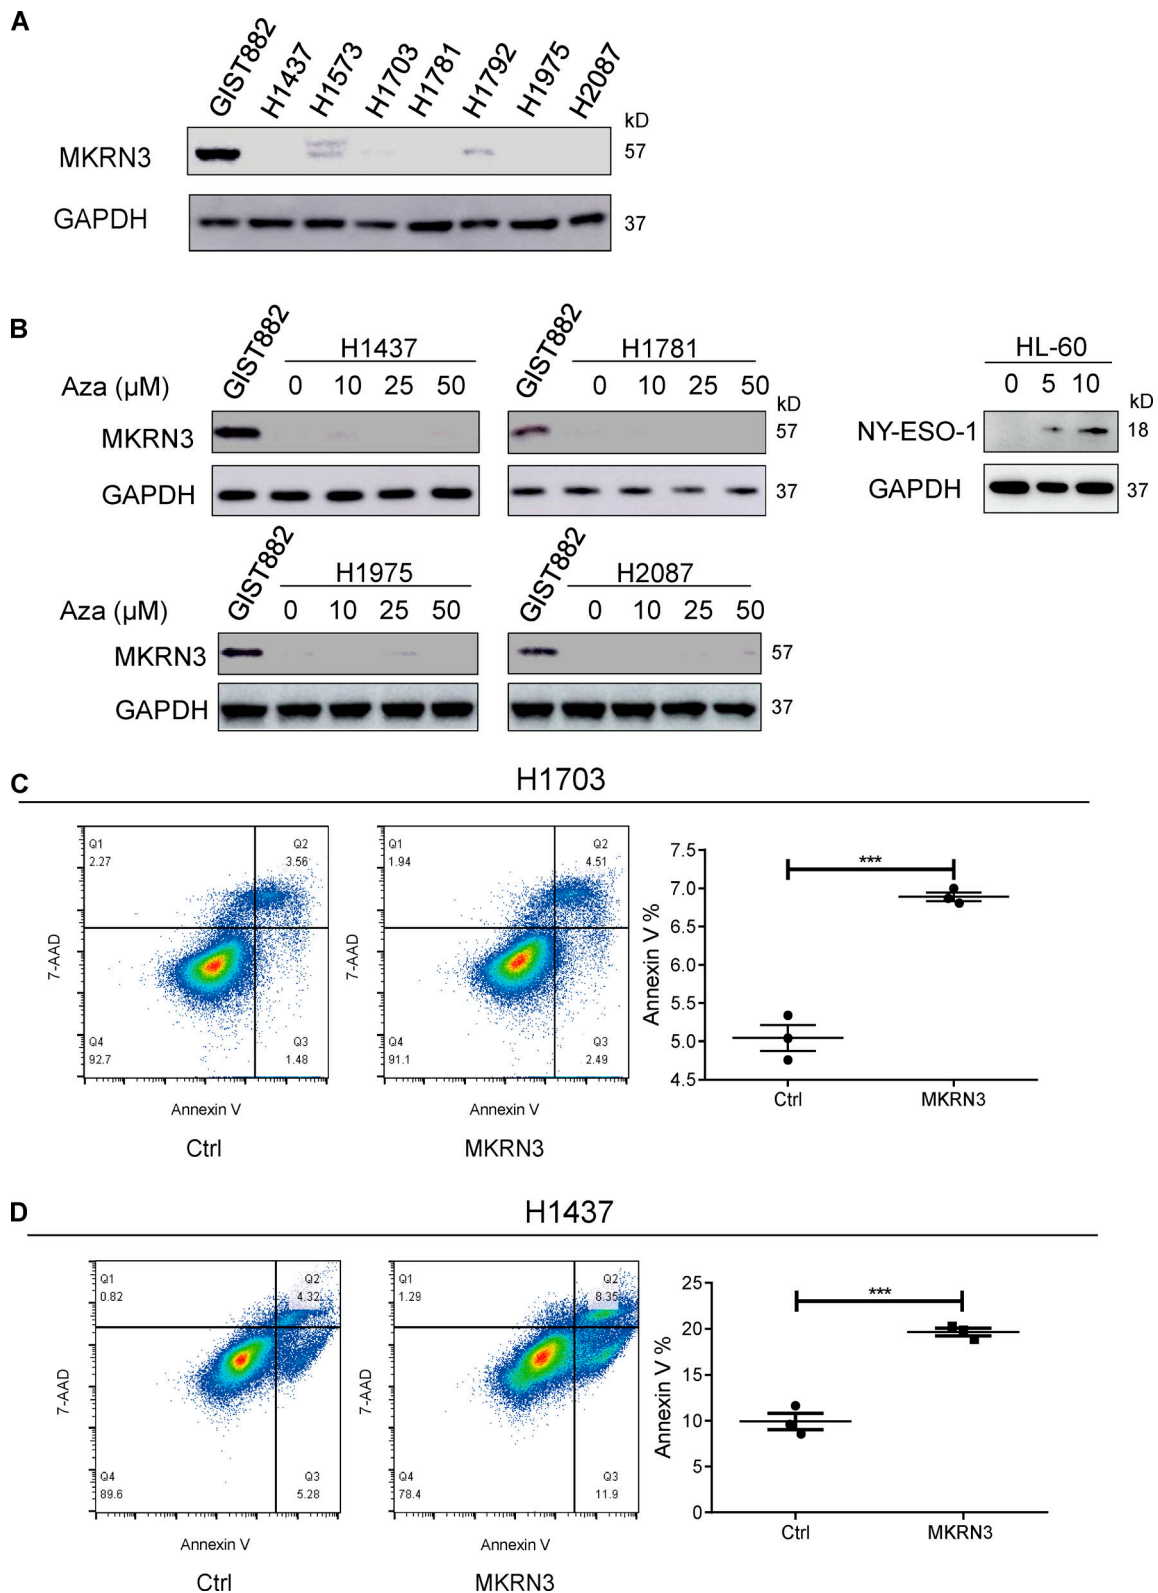 A
GIST882 H1437 H1573 H1703 H1781 H1792 H1975 H2087
kD
MKRN3 57
GAPDH 37
B
GIST882 H1437 GIST882 H1781 HL-60
Aza (µM) 0 10 25 50 0 10 25 50 0 5 10
kD kD
MKRN3 57 NY-ESO-1 18
GAPDH 37 GAPDH 37
GIST882 H1975 GIST882 H2087
Aza (µM) 0 10 25 50 0 10 25 50
MKRN3 57
GAPDH 37
C
H1703
Q1
2.27
Q2
3.56
Q4
92.7
Q3
1.48
7-AAD
Annexin V
Ctrl
Q1
1.94
Q2
4.51
Q4
91.1
Q3
2.49
7-AAD
Annexin V
MKRN3
Annexin V %
7.5
7.0
6.5
6.0
5.5
5.0
4.5
***
Ctrl MKRN3
D
H1437
Q1
0.82
Q2
4.32
Q4
89.6
Q3
5.28
7-AAD
Annexin V
Ctrl
Q1
1.29
Q2
8.35
Q4
78.4
Q3
11.9
7-AAD
Annexin V
MKRN3
Annexin V %
25
20
15
10
5
0
***
Ctrl MKRN3